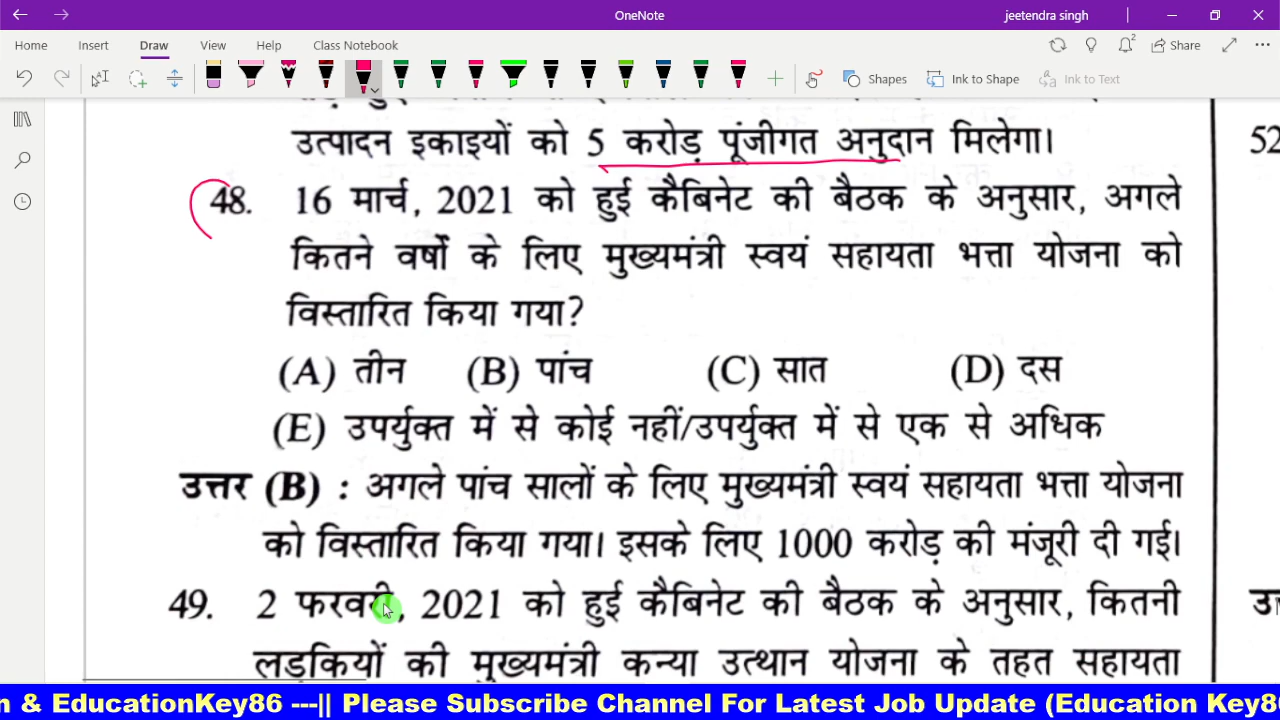 OneNote
jeetendra singh
Home Insert Draw View Help Class Notebook
Share
Shapes Ink to Shape Ink to Text
उत्पादन इकाइयों को 5 करोड़ पूंजीगत अनुदान मिलेगा।
52
48. 16 मार्च, 2021 को हुई कैबिनेट की बैठक के अनुसार, अगले
कितने वर्षों के लिए मुख्यमंत्री स्वयं सहायता भत्ता योजना को
विस्तारित किया गया?
(A) तीन (B) पांच (C) सात (D) दस
(E) उपर्युक्त में से कोई नहीं/उपर्युक्त में से एक से अधिक
उत्तर (B) : अगले पांच सालों के लिए मुख्यमंत्री स्वयं सहायता भत्ता योजना
को विस्तारित किया गया। इसके लिए 1000 करोड़ की मंजूरी दी गई।
49. 2 फरवरी, 2021 को हुई कैबिनेट की बैठक के अनुसार, कितनी
लड़कियों की मुख्यमंत्री कन्या उत्थान योजना के तहत सहायता
& EducationKey86 ---|| Please Subscribe Channel For Latest Job Update (Education Key8